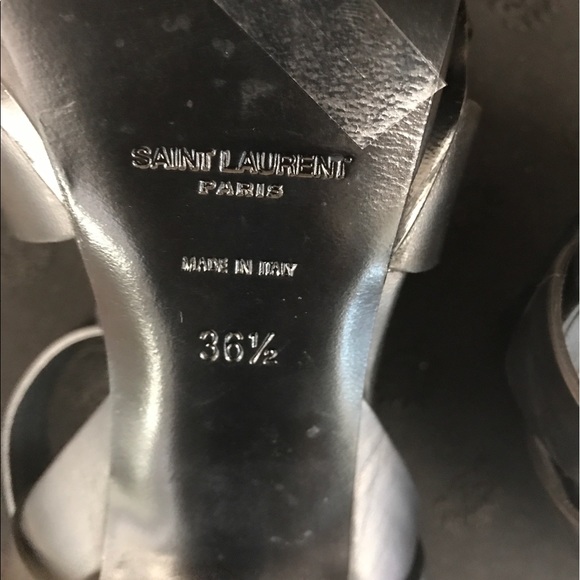 SAINT LAURENT
PARIS
MADE IN ITALY
36½